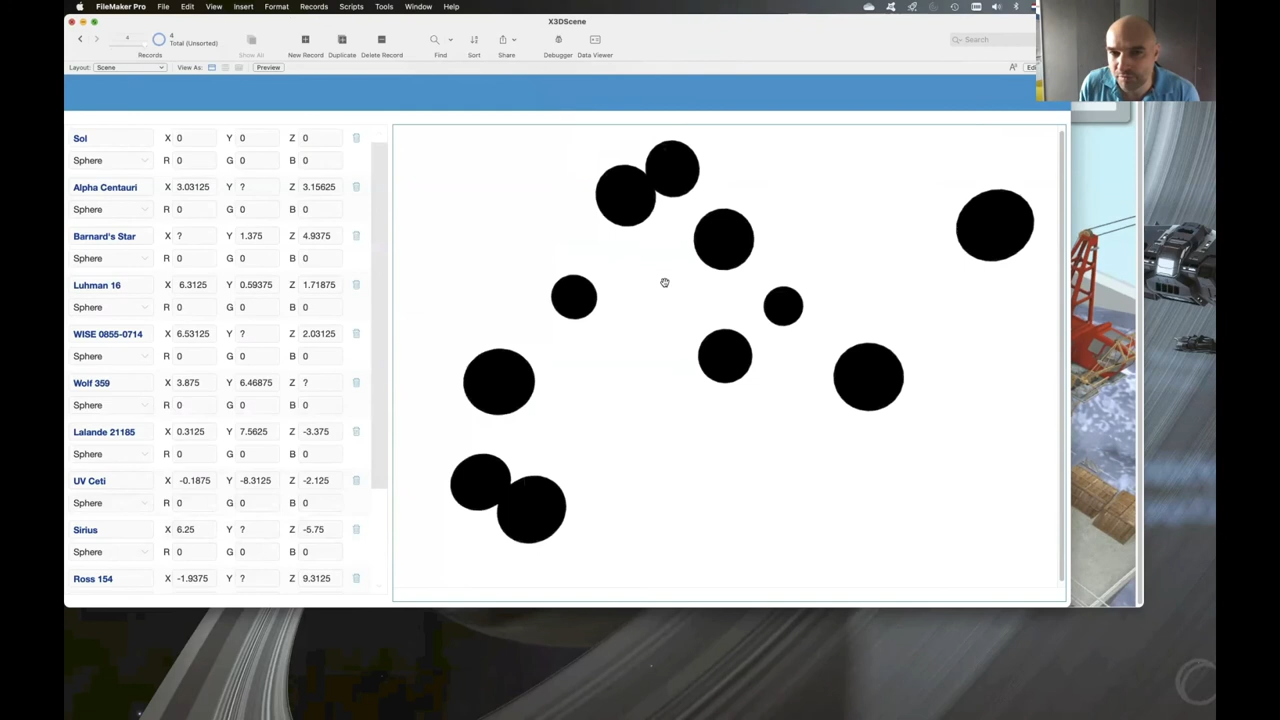 FileMaker Pro File Edit View Insert Format Records Scripts Tools Window Help
X3DScene
4 4 Total (Unsorted) Search
Records Show All New Record Duplicate Delete Record Find Sort Share Debugger Data Viewer
Layout: Scene View As: Preview
Sol X 0 Y 0 Z 0
Sphere R 0 G 0 B 0
Alpha Centauri X 3.03125 Y ? Z 3.15625
Sphere R 0 G 0 B 0
Barnard's Star X ? Y 1.375 Z 4.9375
Sphere R 0 G 0 B 0
Luhman 16 X 6.3125 Y 0.59375 Z 1.71875
Sphere R 0 G 0 B 0
WISE 0855-0714 X 6.53125 Y ? Z 2.03125
Sphere R 0 G 0 B 0
Wolf 359 X 3.875 Y 6.46875 Z ?
Sphere R 0 G 0 B 0
Lalande 21185 X 0.3125 Y 7.5625 Z -3.375
Sphere R 0 G 0 B 0
UV Ceti X -0.1875 Y -8.3125 Z -2.125
Sphere R 0 G 0 B 0
Sirius X 6.25 Y ? Z -5.75
Sphere R 0 G 0 B 0
Ross 154 X -1.9375 Y ? Z 9.3125